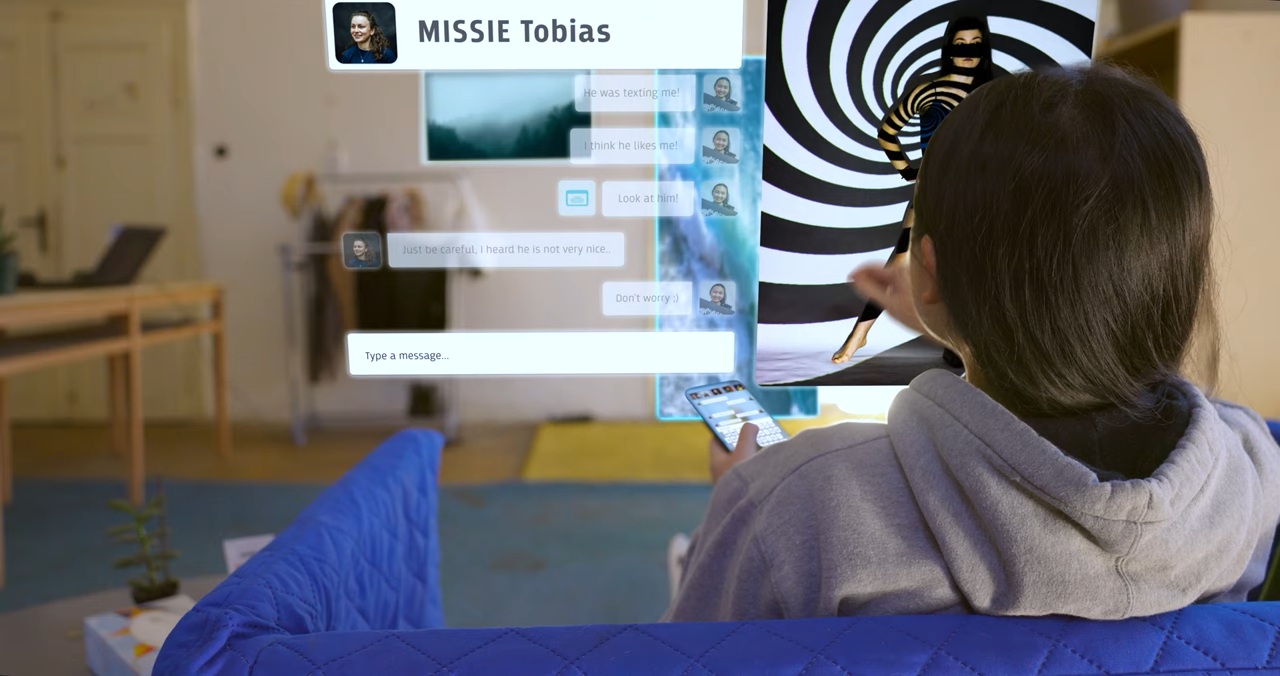 MISSIE Tobias
He was texting me!
I think he likes me!
Look at him!
Just be careful, I heard he is not very nice..
Don't worry ;)
Type a message...